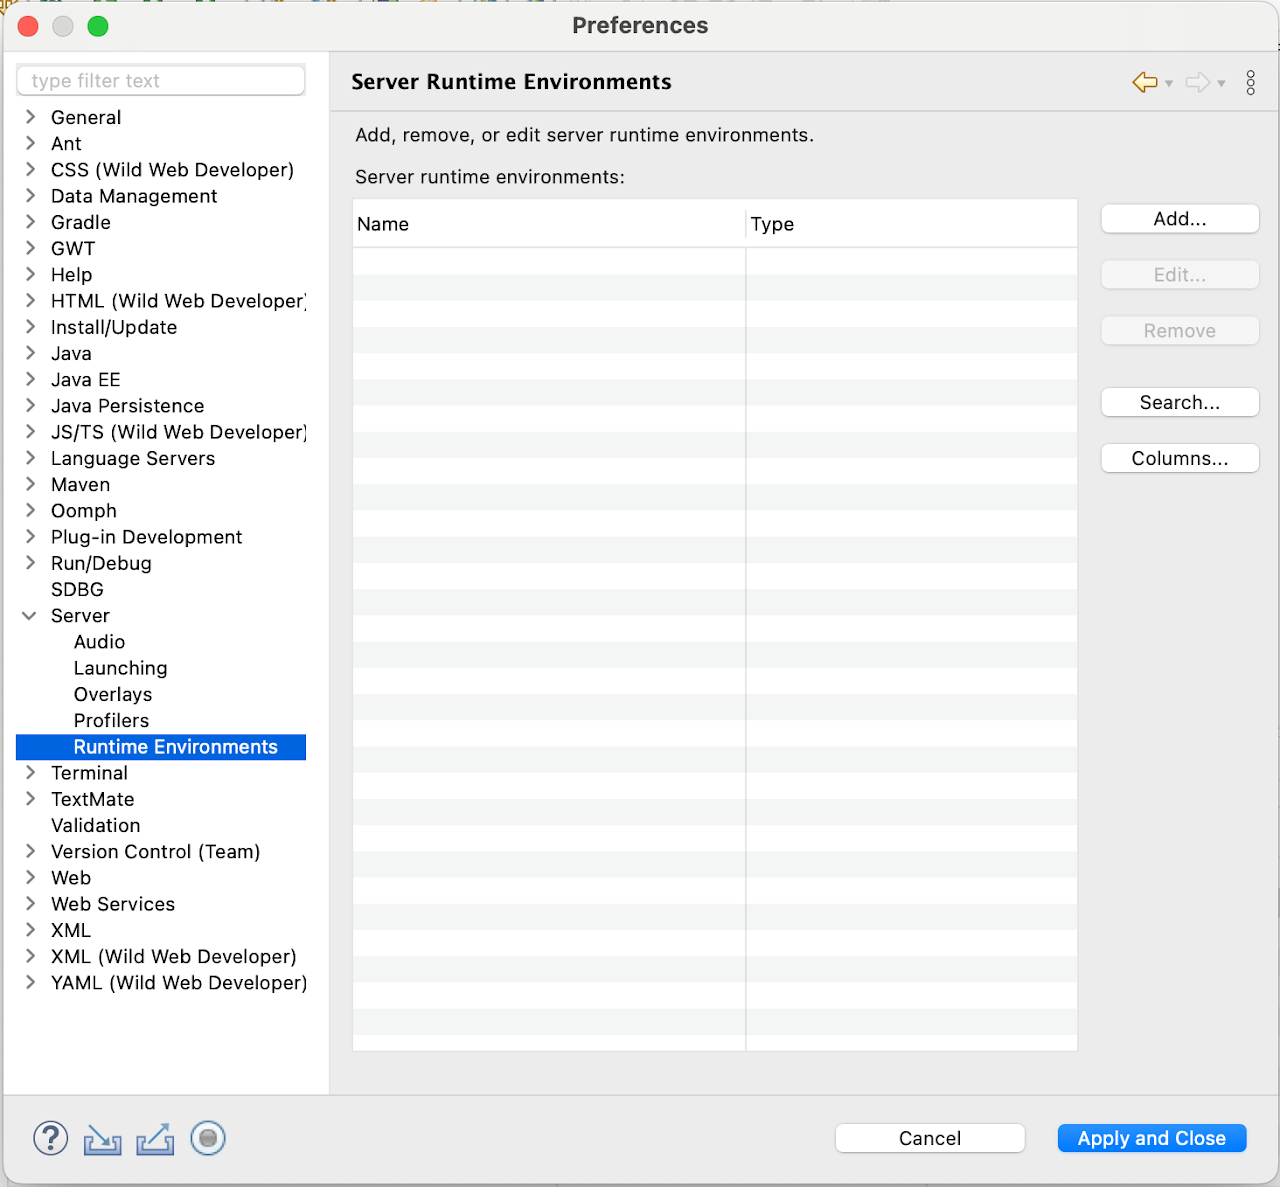 Preferences
type filter text
General
Ant
CSS (Wild Web Developer)
Data Management
Gradle
GWT
Help
HTML (Wild Web Developer)
Install/Update
Java
Java EE
Java Persistence
JS/TS (Wild Web Developer)
Language Servers
Maven
Oomph
Plug-in Development
Run/Debug
SDBG
Server
Audio
Launching
Overlays
Profilers
Runtime Environments
Terminal
TextMate
Validation
Version Control (Team)
Web
Web Services
XML
XML (Wild Web Developer)
YAML (Wild Web Developer)
Server Runtime Environments
Add, remove, or edit server runtime environments.
Server runtime environments:
Name Type
Add...
Edit...
Remove
Search...
Columns...
?
Cancel Apply and Close